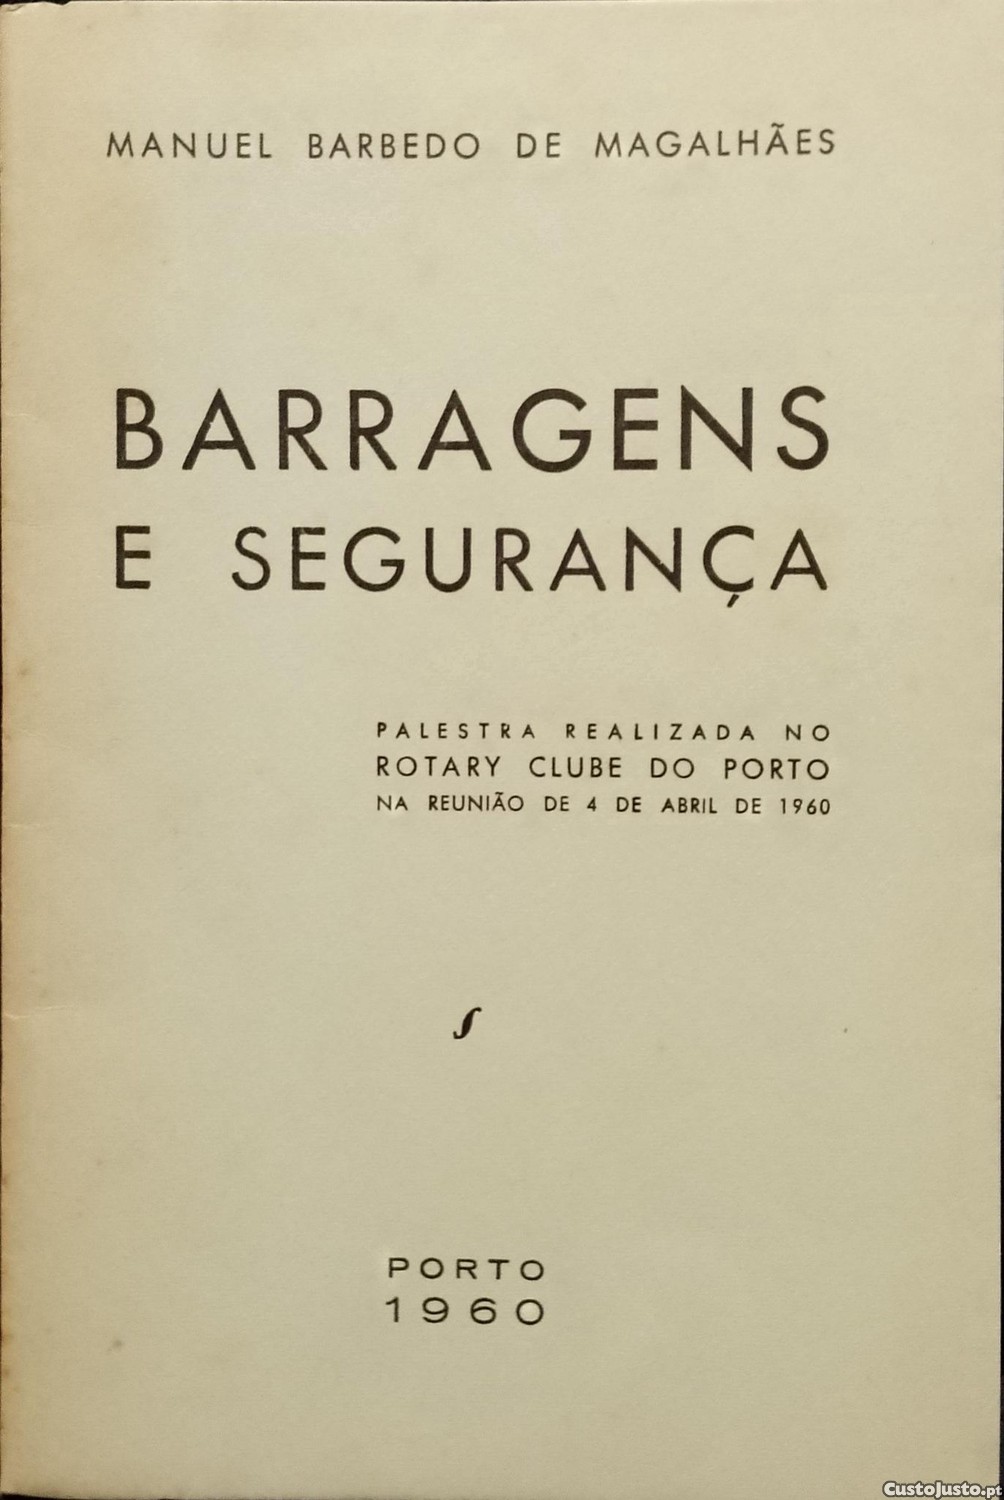 MANUEL BARBEDO DE MAGALHÃES
BARRAGENS
E SEGURANÇA
PALESTRA REALIZADA NO
ROTARY CLUBE DO PORTO
NA REUNIÃO DE 4 DE ABRIL DE 1960
PORTO
1960
CustoJusto.pt